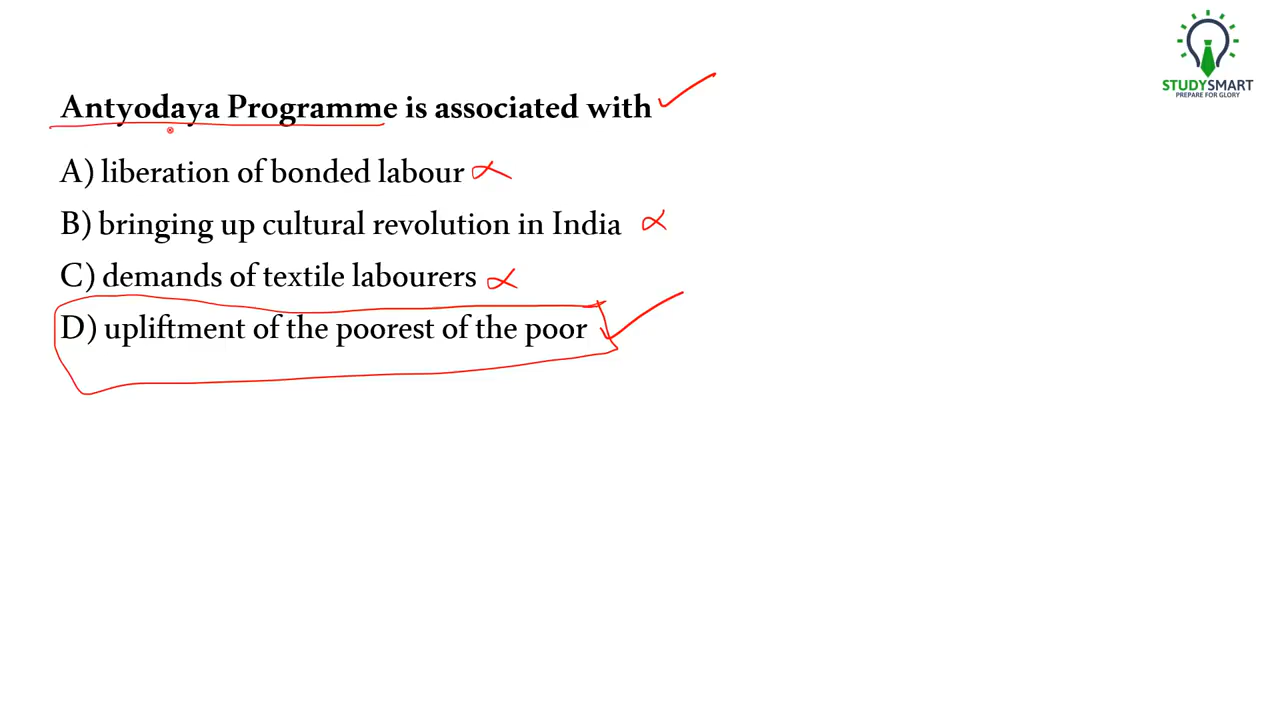 Antyodaya Programme is associated with
A) liberation of bonded labour
B) bringing up cultural revolution in India
C) demands of textile labourers
D) upliftment of the poorest of the poor
STUDYSMART
PREPARE FOR GLORY